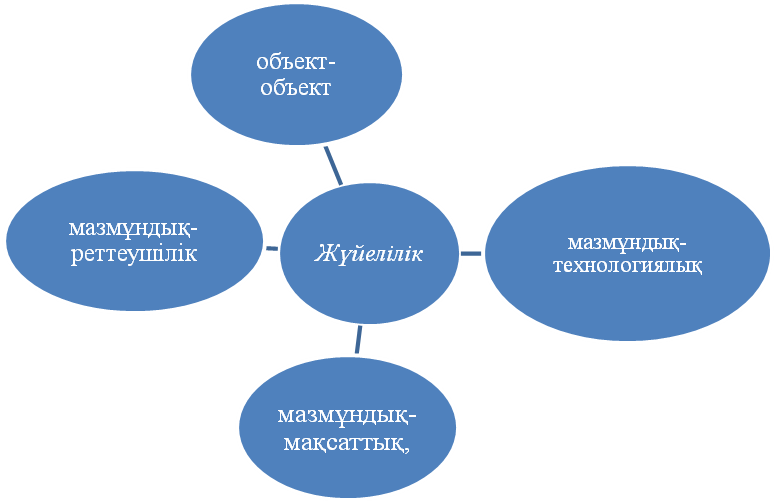 объект-
объект
мазмұндық-
реттеушілік
Жүйелілік
мазмұндық-
технологиялық
мазмұндық-
мақсаттық,